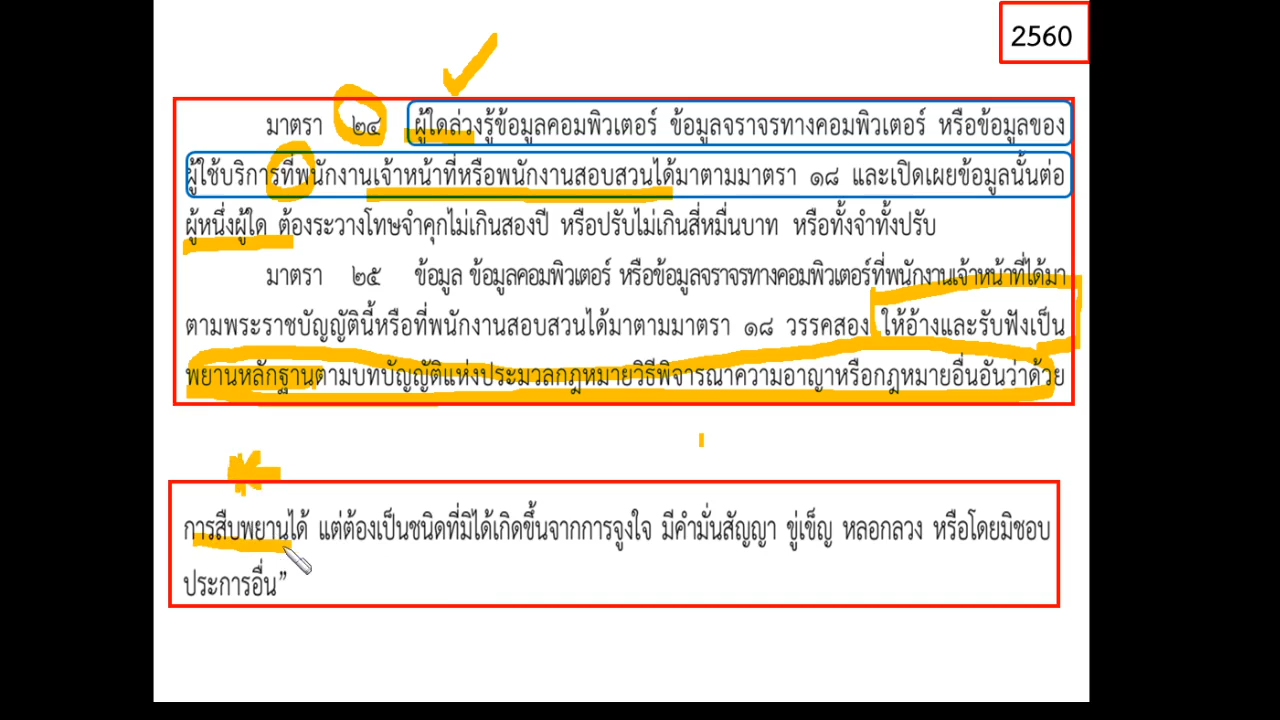 2560
มาตรา ๒๔ ผู้ใดล่วงรู้ข้อมูลคอมพิวเตอร์ ข้อมูลจราจรทางคอมพิวเตอร์ หรือข้อมูลของ
ผู้ใช้บริการที่พนักงานเจ้าหน้าที่หรือพนักงานสอบสวนได้มาตามมาตรา ๑๘ และเปิดเผยข้อมูลนั้นต่อ
ผู้หนึ่งผู้ใด ต้องระวางโทษจำคุกไม่เกินสองปี หรือปรับไม่เกินสี่หมื่นบาท หรือทั้งจำทั้งปรับ
มาตรา ๒๕ ข้อมูล ข้อมูลคอมพิวเตอร์ หรือข้อมูลจราจรทางคอมพิวเตอร์ที่พนักงานเจ้าหน้าที่ได้มา
ตามพระราชบัญญัตินี้หรือที่พนักงานสอบสวนได้มาตามมาตรา ๑๘ วรรคสอง ให้อ้างและรับฟังเป็น
พยานหลักฐานตามบทบัญญัติแห่งประมวลกฎหมายวิธีพิจารณาความอาญาหรือกฎหมายอื่นอันว่าด้วย
การสืบพยานได้ แต่ต้องเป็นชนิดที่มิได้เกิดขึ้นจากการจูงใจ มีคำมั่นสัญญา ขู่เข็ญ หลอกลวง หรือโดยมิชอบ
ประการอื่น”